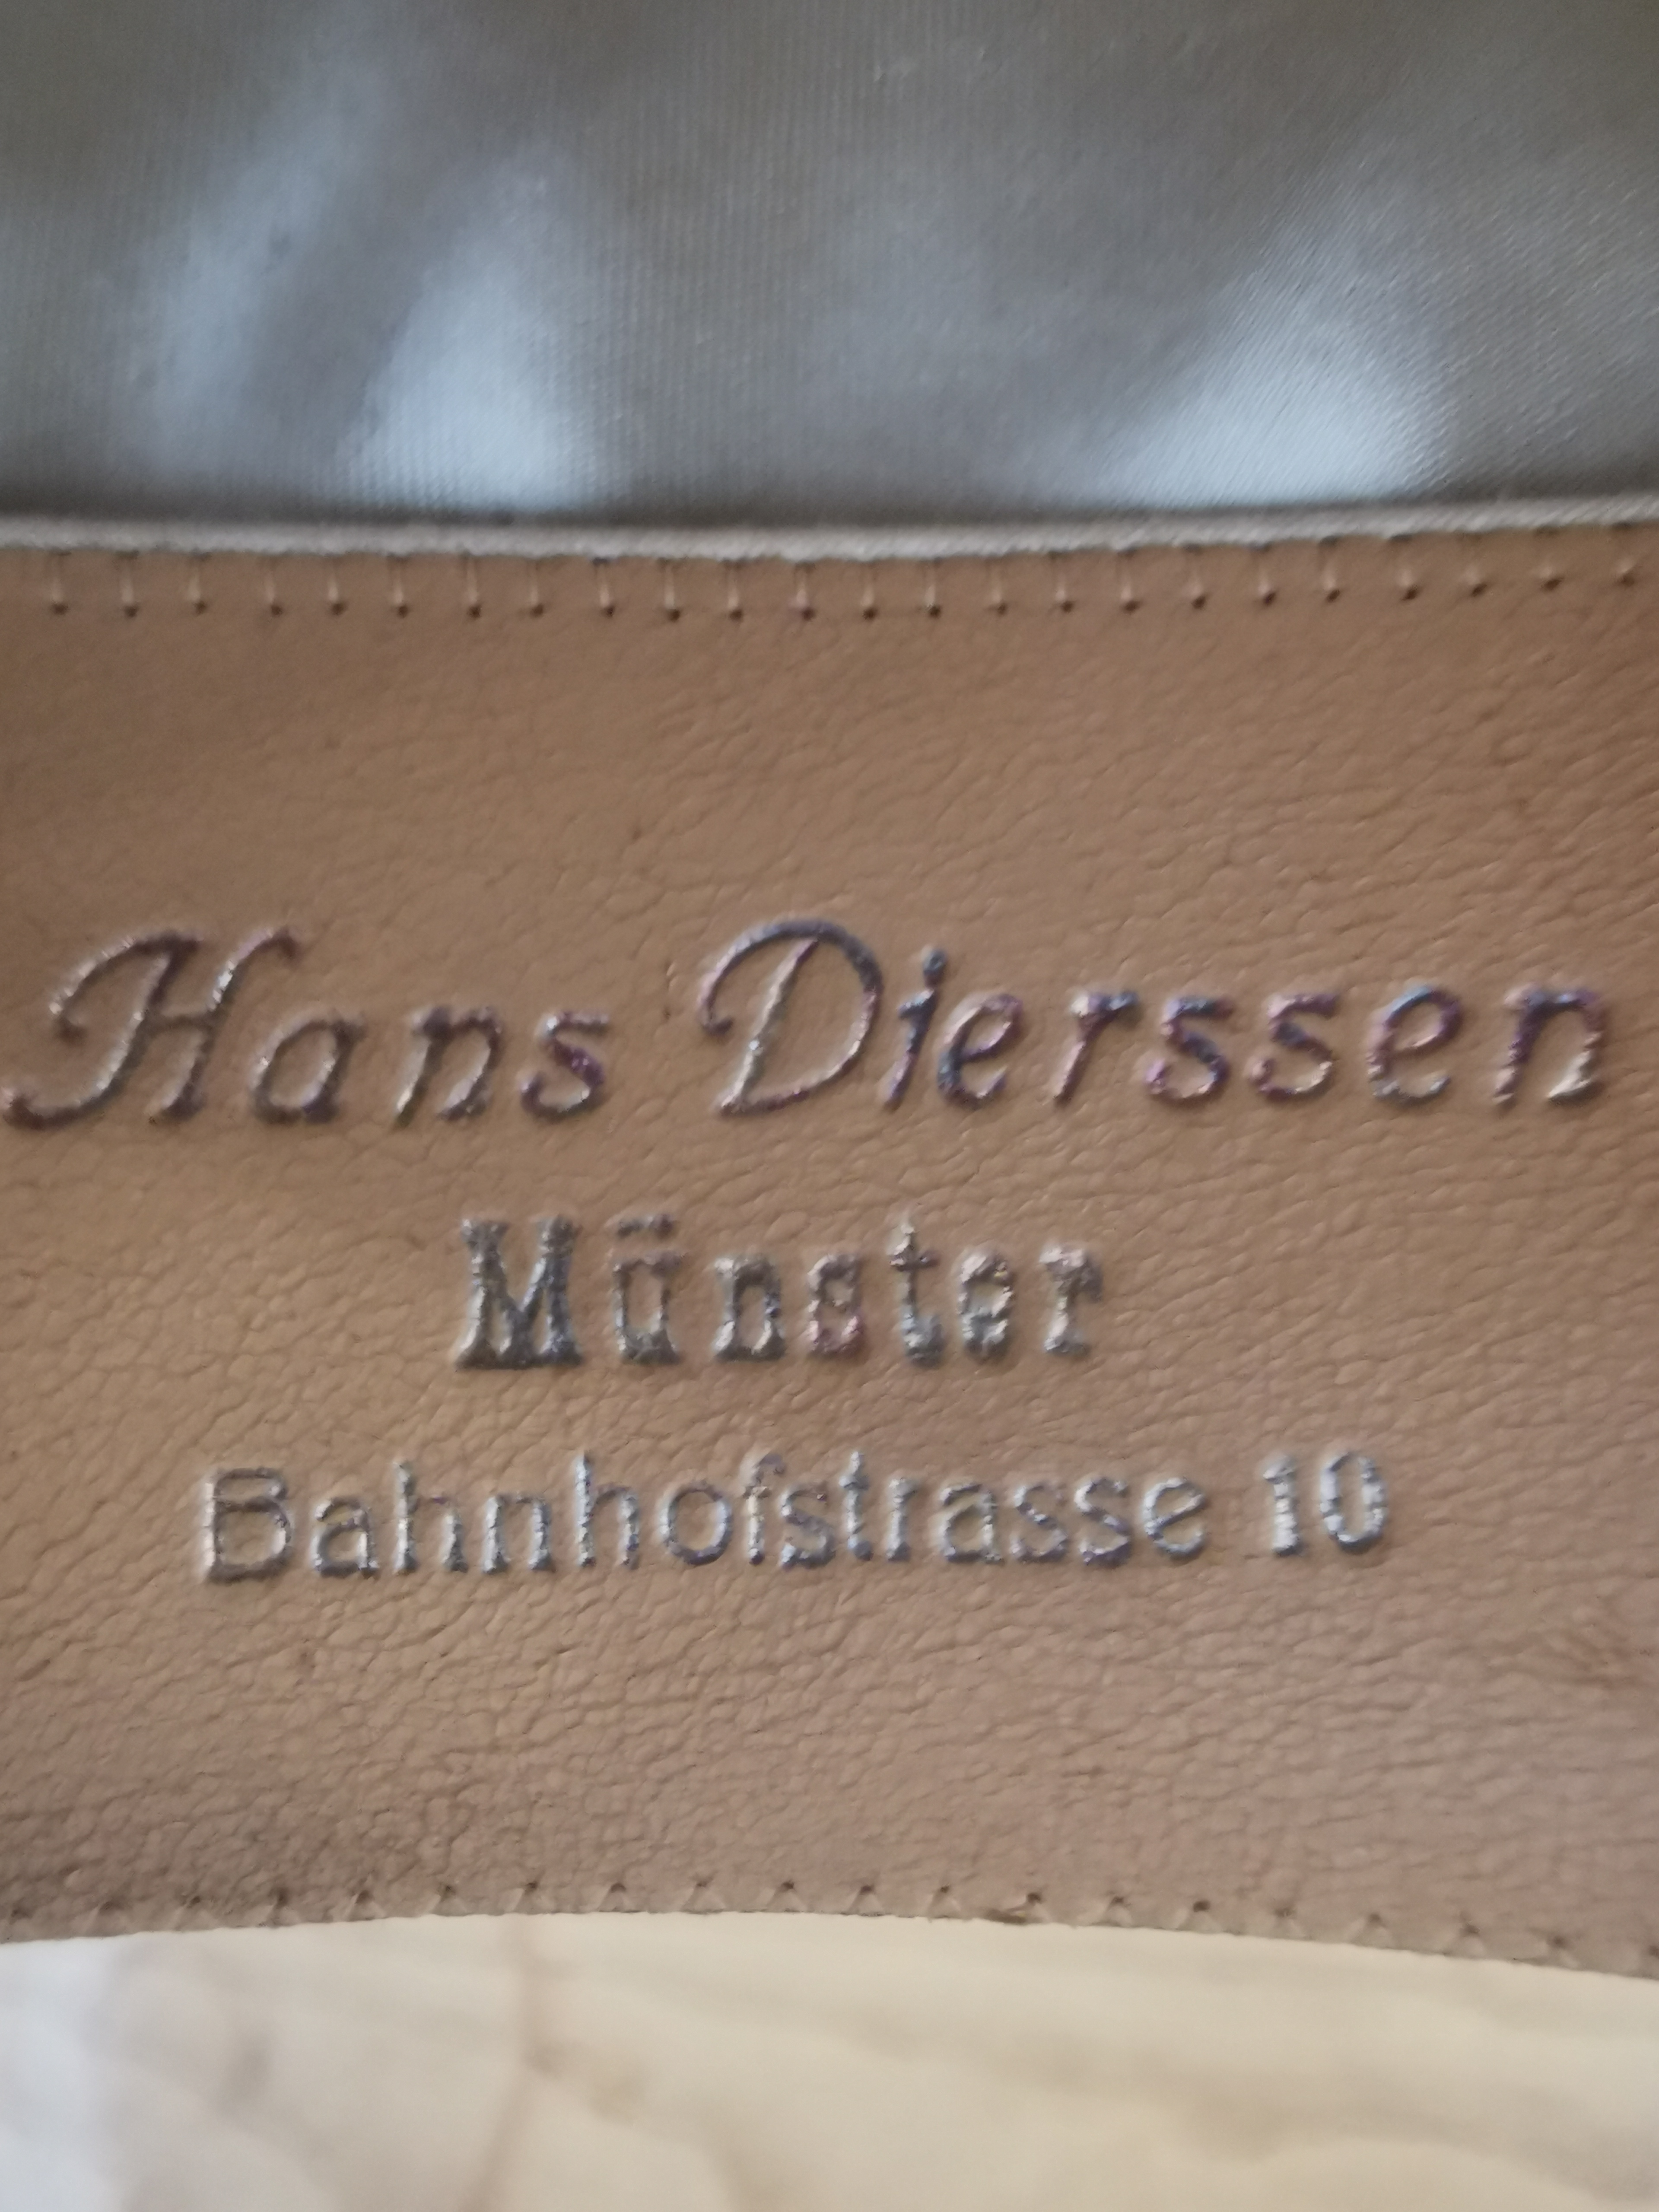 Hans Dierssen
Münster
Bahnhofstrasse 10